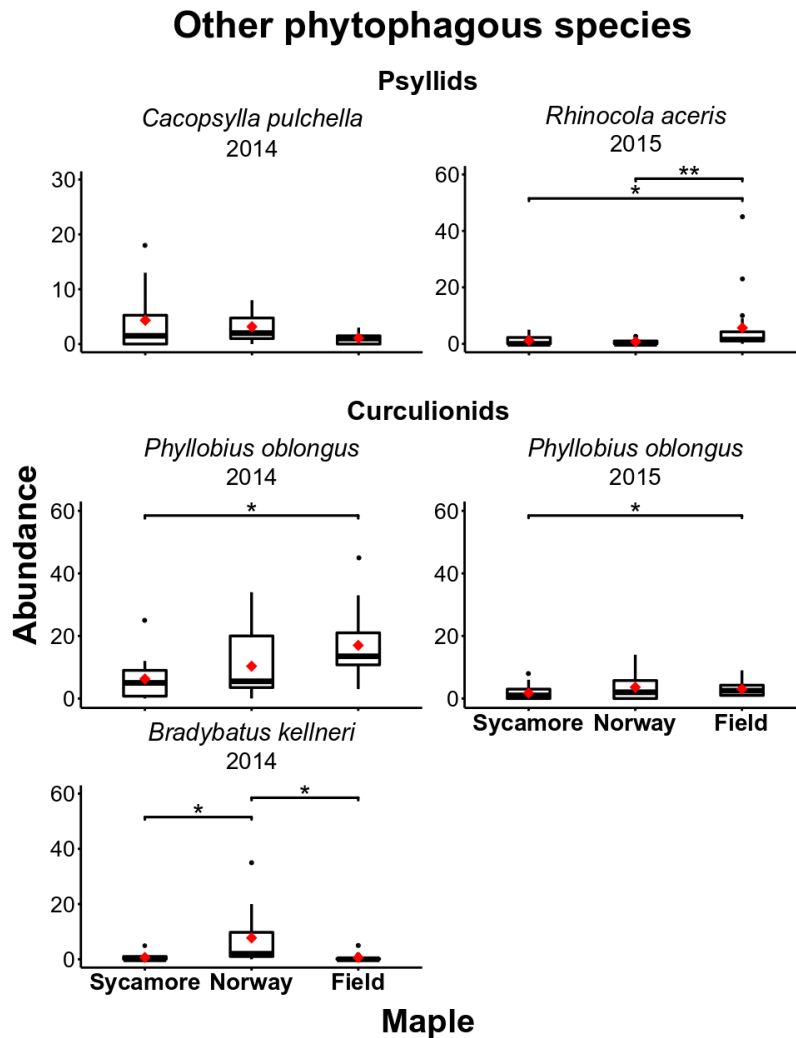 Other phytophagous species
Psyllids
Cacopsylla pulchella
2014
30
20
10
0
Rhinocola aceris
2015
60
40
20
0
*
**
Curculionids
Phyllobius oblongus
2014
60
40
20
0
*
Phyllobius oblongus
2015
60
40
20
0
*
Sycamore Norway Field
Bradybatus kellneri
2014
60
40
20
0
*
*
Sycamore Norway Field
Abundance
Maple